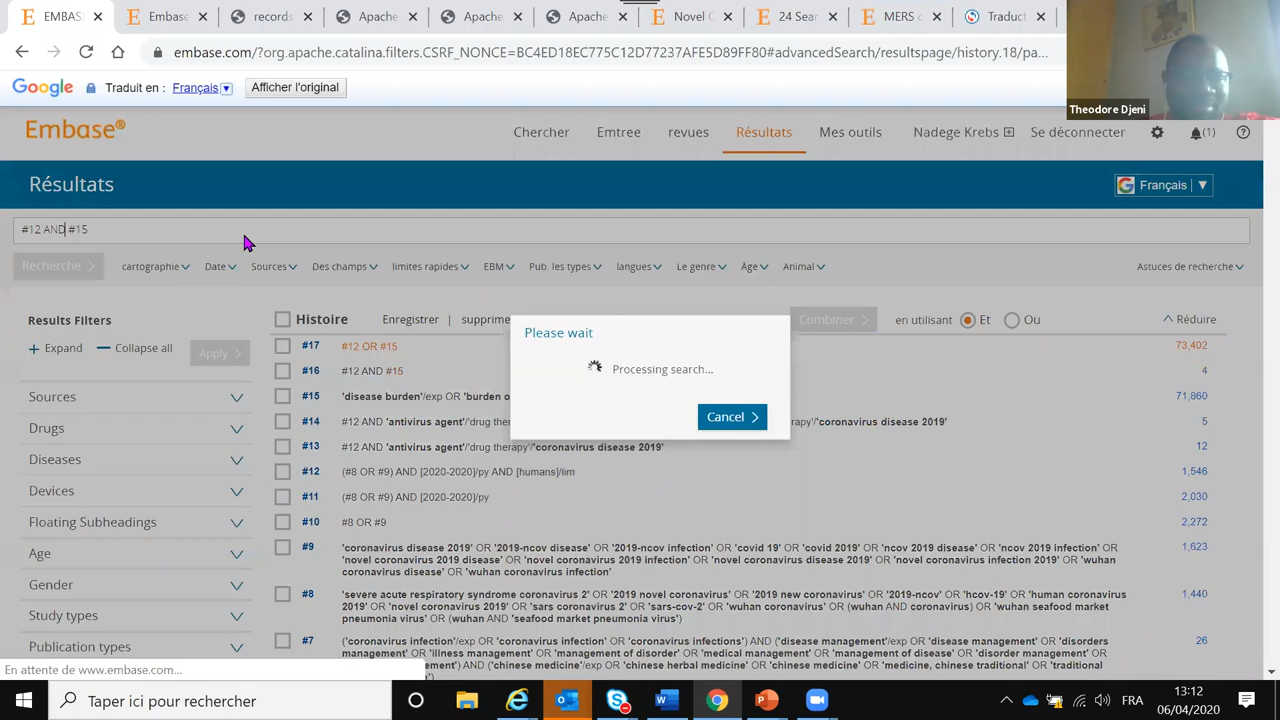 EMBAS
Embase
records
Apache
Apache
Apache
Novel C
24 Sear
MERS c
Traduct
embase.com/?org.apache.catalina.filters.CSRF_NONCE=BC4ED18EC775C12D77237AFE5D89FF80#advancedSearch/resultspage/history.18/pa...
Google Traduit en : Français Afficher l'original
Theodore Djeni
Embase®
Chercher Emtree revues Résultats Mes outils Nadege Krebs Se déconnecter (1)
Résultats
Français
#12 AND #15
Recherche cartographie Date Sources Des champs limites rapides EBM Pub. les types langues Le genre Âge Animal Astuces de recherche
Results Filters
Expand Collapse all Apply
Sources
Drugs
Diseases
Devices
Floating Subheadings
Age
Gender
Study types
Publication types
Histoire Enregistrer | supprime Combiner en utilisant Et Ou Réduire
#17 #12 OR #15 73,402
#16 #12 AND #15 4
#15 'disease burden'/exp OR 'burden o 71,860
#14 #12 AND 'antivirus agent'/'drug ther apy'/'coronavirus disease 2019' 5
#13 #12 AND 'antivirus agent'/'drug therapy'/'coronavirus disease 2019' 12
#12 (#8 OR #9) AND [2020-2020]/py AND [humans]/lim 1,546
#11 (#8 OR #9) AND [2020-2020]/py 2,030
#10 #8 OR #9 2,272
#9 'coronavirus disease 2019' OR '2019-ncov disease' OR '2019-ncov infection' OR 'covid 19' OR 'covid 2019' OR 'ncov 2019 disease' OR 'ncov 2019 infection' OR 1,623
'novel coronavirus 2019 disease' OR 'novel coronavirus 2019 infection' OR 'novel coronavirus disease 2019' OR 'novel coronavirus infection 2019' OR 'wuhan
coronavirus disease' OR 'wuhan coronavirus infection'
#8 'severe acute respiratory syndrome coronavirus 2' OR '2019 novel coronavirus' OR '2019 new coronavirus' OR '2019-ncov' OR 'hcov-19' OR 'human coronavirus 1,440
2019' OR 'novel coronavirus 2019' OR 'sars coronavirus 2' OR 'sars-cov-2' OR 'wuhan coronavirus' OR (wuhan AND coronavirus) OR 'wuhan seafood market
pneumonia virus' OR (wuhan AND 'seafood market pneumonia virus')
#7 ('coronavirus infection'/exp OR 'coronavirus infection' OR 'coronavirus infections') AND ('disease management'/exp OR 'disease management' OR 'disorders 26
management' OR 'illness management' OR 'management of disorder' OR 'medical management' OR 'management of disease' OR 'disorder management' OR
ement') AND ('chinese medicine'/exp OR 'chinese herbal medicine' OR 'chinese medicine' OR 'medicine, chinese traditional' OR 'traditional
Please wait
Processing search...
Cancel
En attente de www.embase.com...
Taper ici pour rechercher
FRA
13:12
06/04/2020